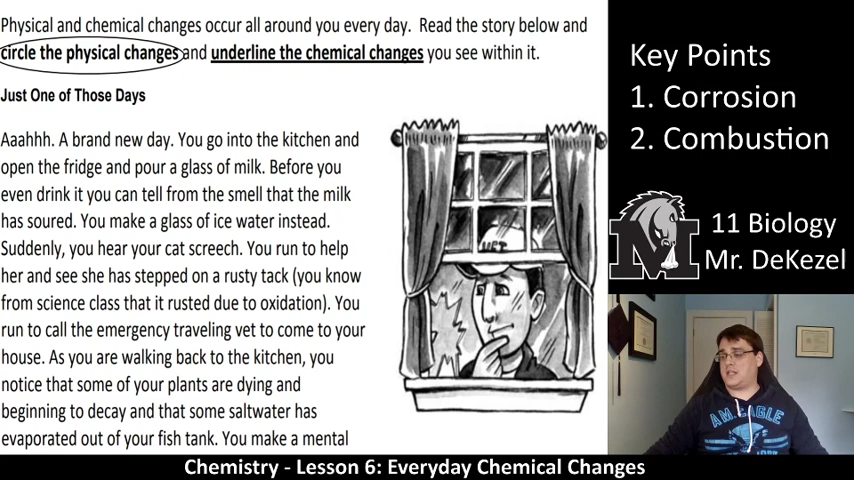 Physical and chemical changes occur all around you every day. Read the story below and
circle the physical changes and underline the chemical changes you see within it.
Just One of Those Days
Aaahhh. A brand new day. You go into the kitchen and
open the fridge and pour a glass of milk. Before you
even drink it you can tell from the smell that the milk
has soured. You make a glass of ice water instead.
Suddenly, you hear your cat screech. You run to help
her and see she has stepped on a rusty tack (you know
from science class that it rusted due to oxidation). You
run to call the emergency traveling vet to come to your
house. As you are walking back to the kitchen, you
notice that some of your plants are dying and
beginning to decay and that some saltwater has
evaporated out of your fish tank. You make a mental
VET
Key Points
1. Corrosion
2. Combustion
M
11 Biology
Mr. DeKezel
AM. EAGLE
Chemistry - Lesson 6: Everyday Chemical Changes